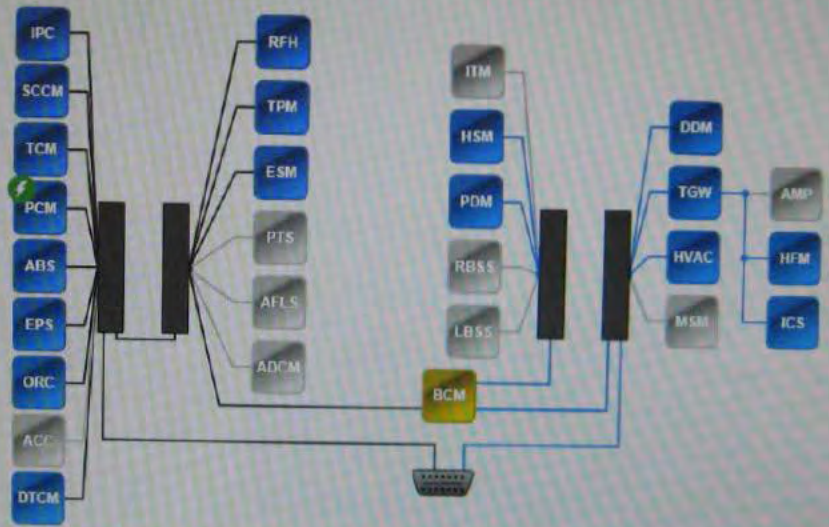 IPC
SCCM
TCM
PCM
ABS
EPS
ORC
ACC
DTCM
RFH
TPM
ESM
PTS
AFLS
ADCM
ITM
HSM
PDM
RBSS
LBSS
BCM
DDM
TGW
HVAC
MSM
AMP
HFM
ICS